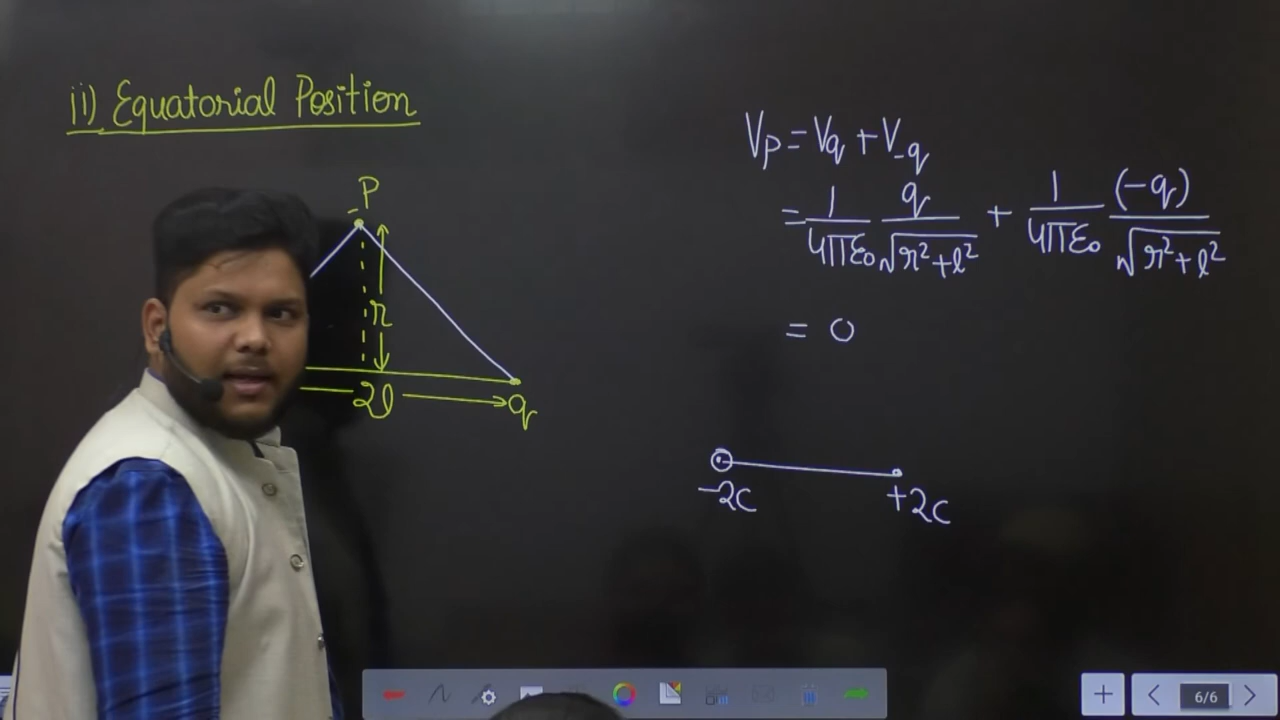 ii) Equatorial Position
P
r
2l
q
Vp = Vq + V-q
= 1/4πε₀ q/√r²+l² + 1/4πε₀ (-q)/√r²+l²
= 0
-2C
+2C
6/6